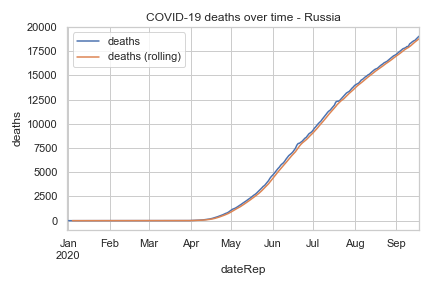 COVID-19 deaths over time - Russia
deaths
deaths (rolling)
20000
17500
15000
12500
10000
7500
5000
2500
0
deaths
Jan Feb Mar Apr May Jun Jul Aug Sep
2020
dateRep